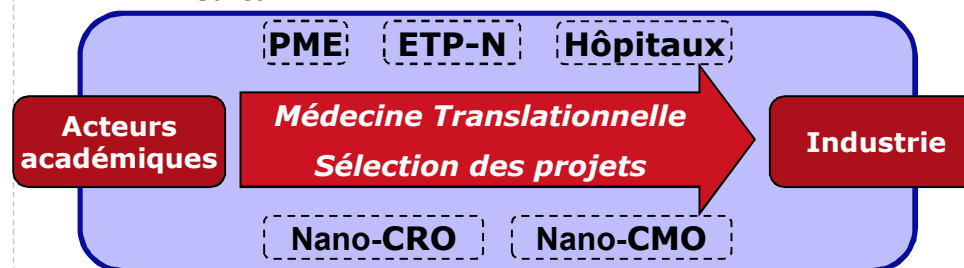 PME ETP-N Hôpitaux
Acteurs
académiques
Médecine Translationnelle
Sélection des projets
Industrie
Nano-CRO Nano-CMO